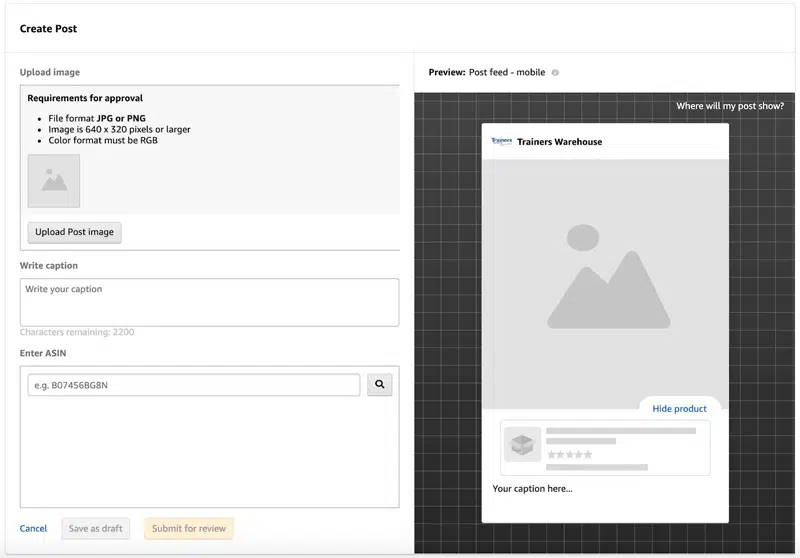 Create Post
Upload image
Requirements for approval
• File format JPG or PNG
• Image is 640 x 320 pixels or larger
• Color format must be RGB
Upload Post image
Write caption
Write your caption
Characters remaining: 2200
Enter ASIN
e.g. B07456BG8N
Cancel
Save as draft
Submit for review
Preview: Post feed - mobile
Where will my post show?
Trainers
Trainers Warehouse
Hide product
Your caption here...